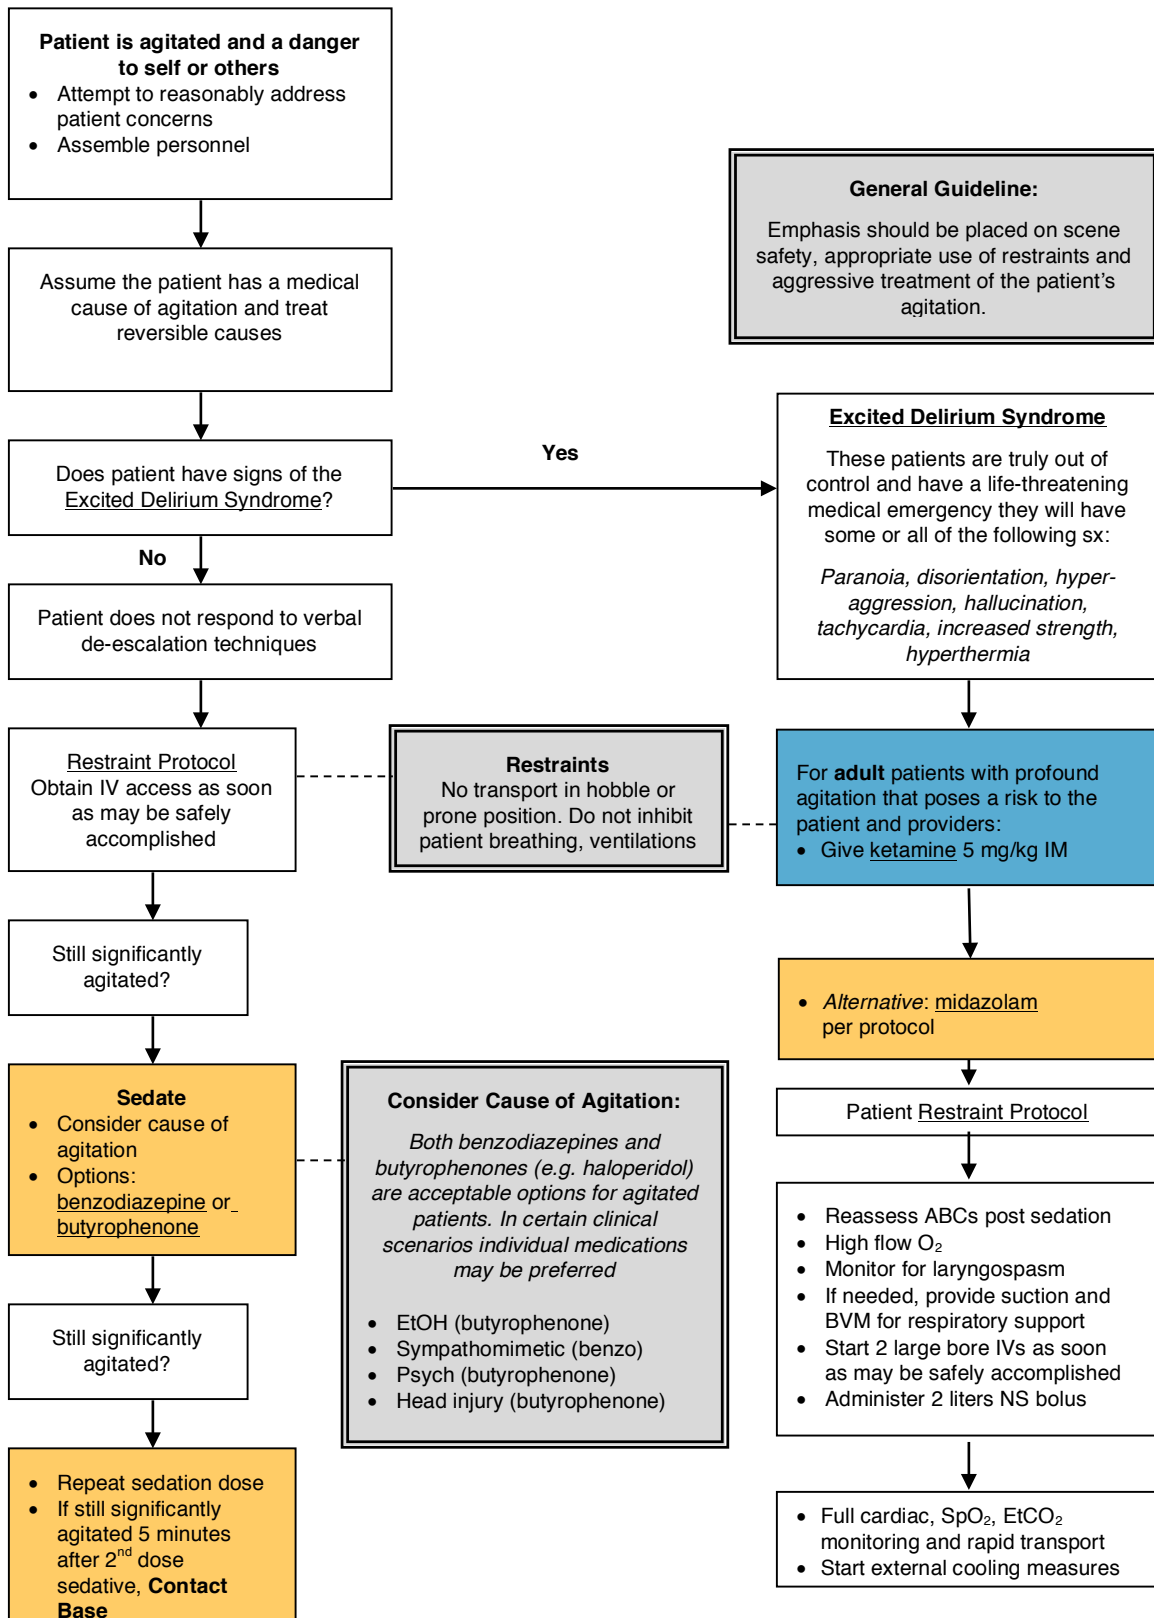 Patient is agitated and a danger
to self or others
• Attempt to reasonably address
patient concerns
• Assemble personnel
General Guideline:
Emphasis should be placed on scene
safety, appropriate use of restraints and
aggressive treatment of the patient's
agitation.
Assume the patient has a medical
cause of agitation and treat
reversible causes
Does patient have signs of the
Excited Delirium Syndrome?
Yes
No
Excited Delirium Syndrome
These patients are truly out of
control and have a life-threatening
medical emergency they will have
some or all of the following sx:
Paranoia, disorientation, hyper-
aggression, hallucination,
tachycardia, increased strength,
hyperthermia
Patient does not respond to verbal
de-escalation techniques
Restraint Protocol
Obtain IV access as soon
as may be safely
accomplished
Restraints
No transport in hobble or
prone position. Do not inhibit
patient breathing, ventilations
For adult patients with profound
agitation that poses a risk to the
patient and providers:
• Give ketamine 5 mg/kg IM
Still significantly
agitated?
• Alternative: midazolam
per protocol
Sedate
• Consider cause of
agitation
• Options:
benzodiazepine or
butyrophenone
Consider Cause of Agitation:
Both benzodiazepines and
butyrophenones (e.g. haloperidol)
are acceptable options for agitated
patients. In certain clinical
scenarios individual medications
may be preferred
• EtOH (butyrophenone)
• Sympathomimetic (benzo)
• Psych (butyrophenone)
• Head injury (butyrophenone)
Patient Restraint Protocol
• Reassess ABCs post sedation
• High flow O₂
• Monitor for laryngospasm
• If needed, provide suction and
BVM for respiratory support
• Start 2 large bore IVs as soon
as may be safely accomplished
• Administer 2 liters NS bolus
Still significantly
agitated?
• Repeat sedation dose
• If still significantly
agitated 5 minutes
after 2nd dose
sedative, Contact
Base
• Full cardiac, SpO₂, EtCO₂
monitoring and rapid transport
• Start external cooling measures